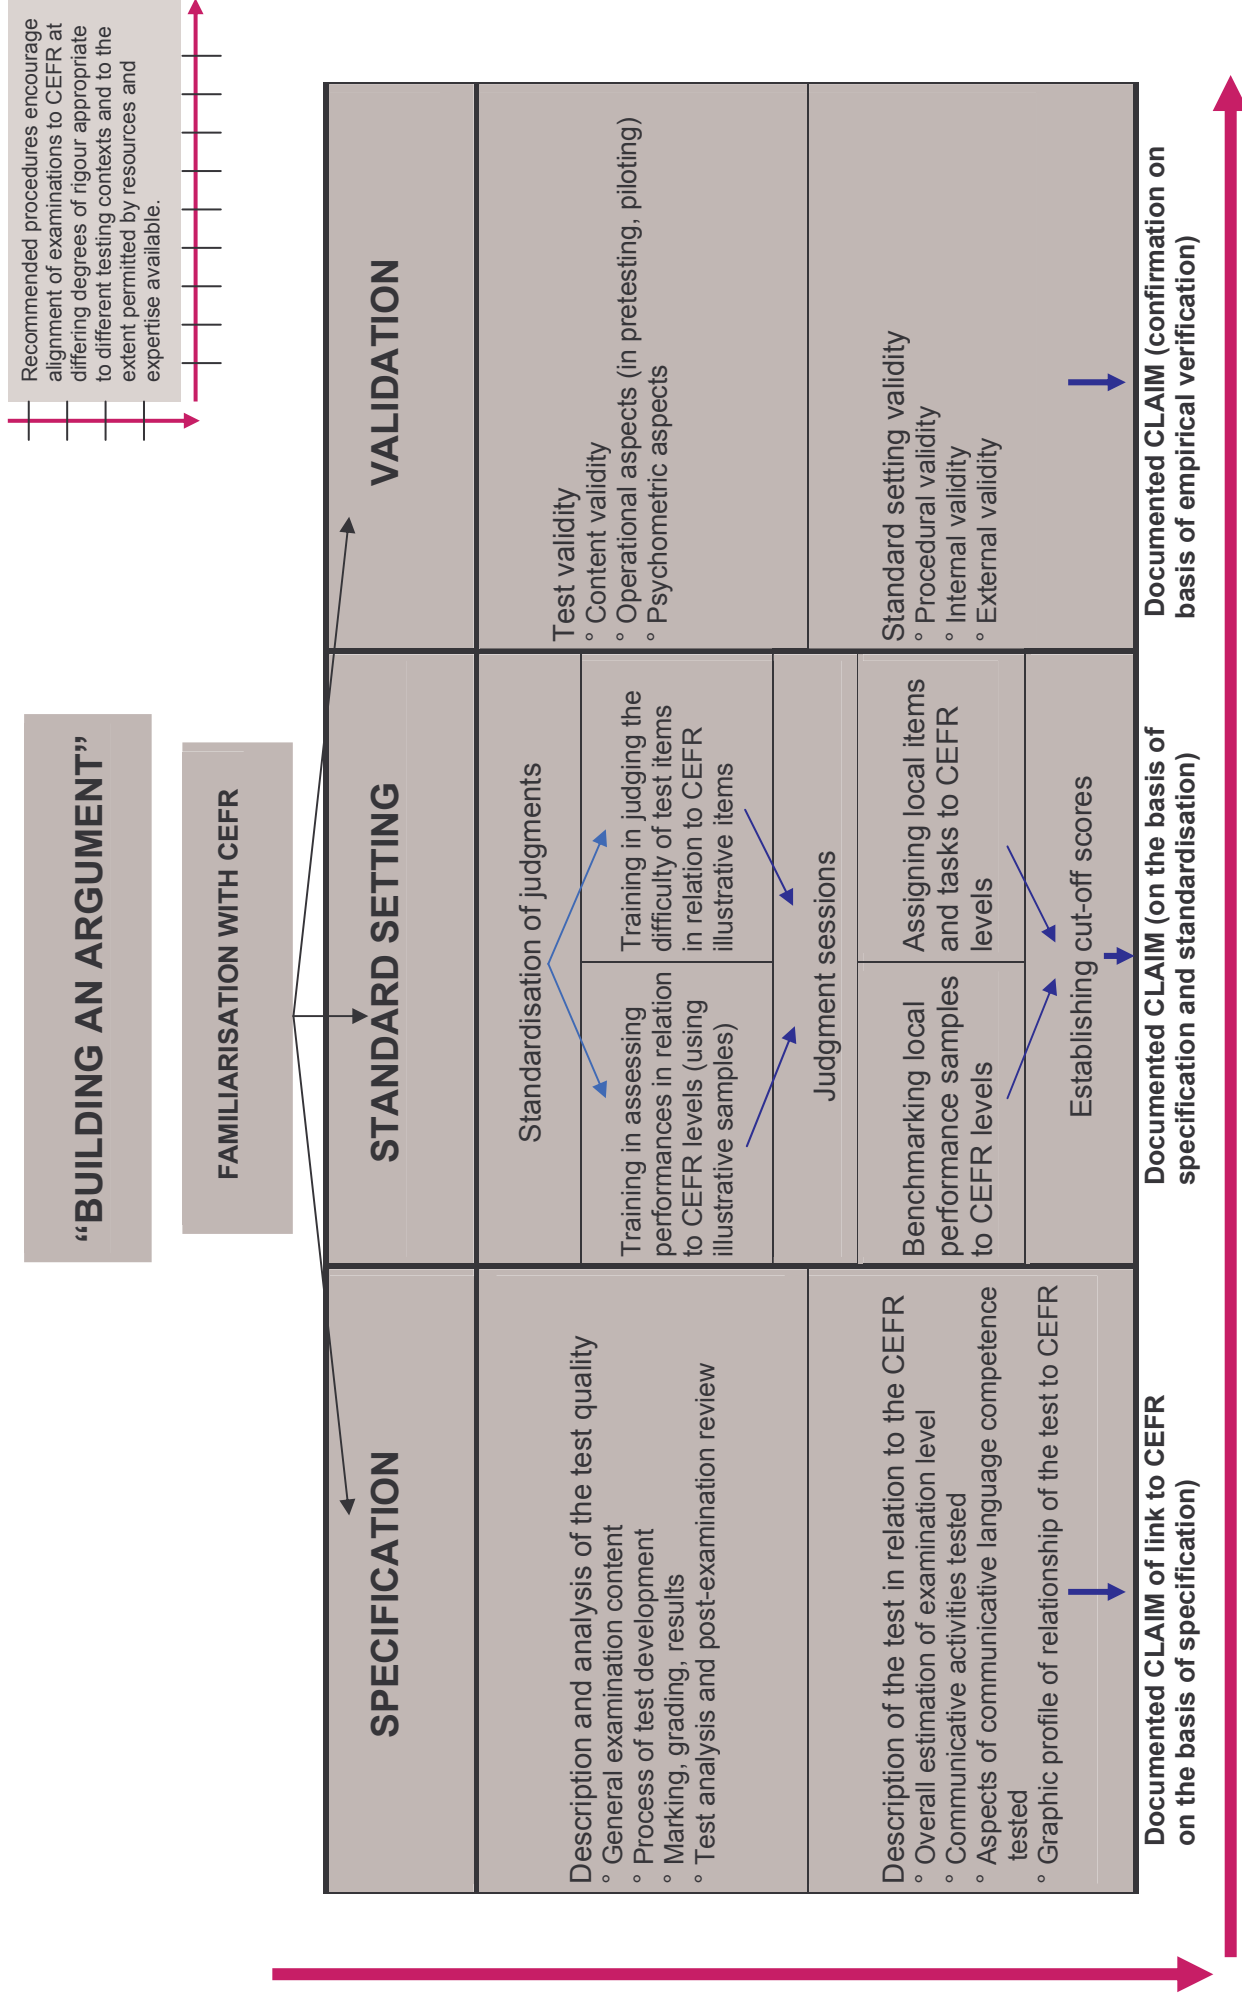 Recommended procedures encourage
alignment of examinations to CEFR at
differing degrees of rigour appropriate
to different testing contexts and to the
extent permitted by resources and
expertise available.
“BUILDING AN ARGUMENT”
FAMILIARISATION WITH CEFR
SPECIFICATION
Description and analysis of the test quality
° General examination content
° Process of test development
° Marking, grading, results
° Test analysis and post-examination review
Description of the test in relation to the CEFR
° Overall estimation of examination level
° Communicative activities tested
° Aspects of communicative language competence
tested
° Graphic profile of relationship of the test to CEFR
Documented CLAIM of link to CEFR
on the basis of specification)
STANDARD SETTING
Standardisation of judgments
Training in assessing
performances in relation
to CEFR levels (using
illustrative samples)
Training in judging the
difficulty of test items
in relation to CEFR
illustrative items
Judgment sessions
Benchmarking local
performance samples
to CEFR levels
Assigning local items
and tasks to CEFR
levels
Establishing cut-off scores
Documented CLAIM (on the basis of
specification and standardisation)
VALIDATION
Test validity
° Content validity
° Operational aspects (in pretesting, piloting)
° Psychometric aspects
Standard setting validity
° Procedural validity
° Internal validity
° External validity
Documented CLAIM (confirmation on
basis of empirical verification)